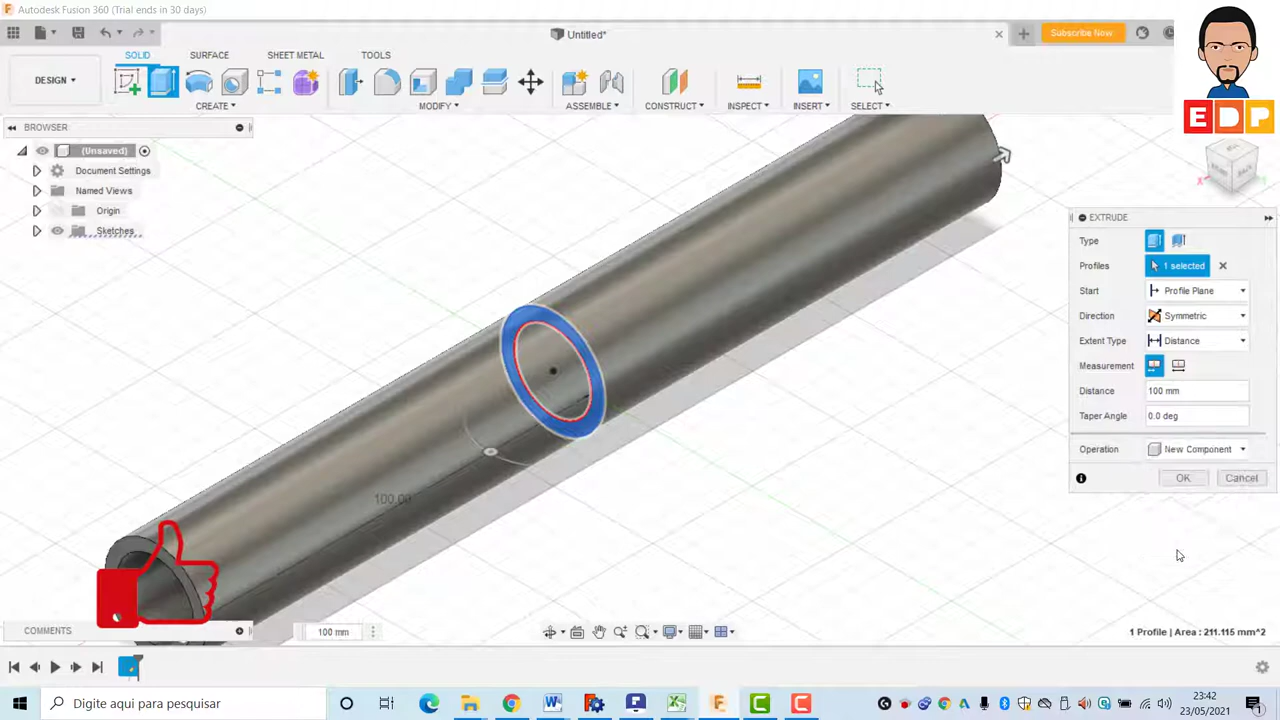 Autodesk Fusion 360 (Trial ends in 30 days)
Untitled*
Subscribe Now
SOLID SURFACE SHEET METAL TOOLS
DESIGN
CREATE MODIFY ASSEMBLE CONSTRUCT INSPECT INSERT SELECT
E D P
BROWSER
(Unsaved)
Document Settings
Named Views
Origin
Sketches
EXTRUDE
Type
Profiles 1 selected
Start Profile Plane
Direction Symmetric
Extent Type Distance
Measurement
Distance 100 mm
Taper Angle 0.0 deg
Operation New Component
OK Cancel
100.00
COMMENTS
100 mm
1 Profile | Area : 211.115 mm^2
Digite aqui para pesquisar
23:42
23/05/2021